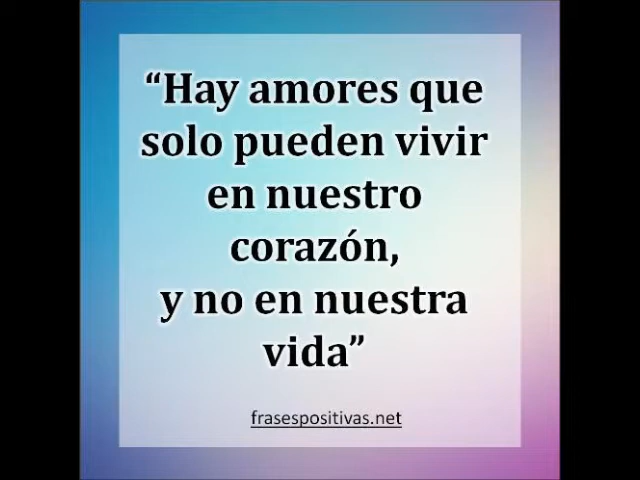 “Hay amores que
solo pueden vivir
en nuestro
corazón,
y no en nuestra
vida”
frasespositivas.net